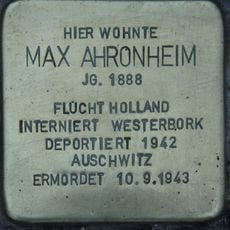 HIER WOHNTE
MAX AHRONHEIM
JG. 1888
FLUCHT HOLLAND
INTERNIERT WESTERBORK
DEPORTIERT 1942
AUSCHWITZ
ERMORDET 10.9.1943